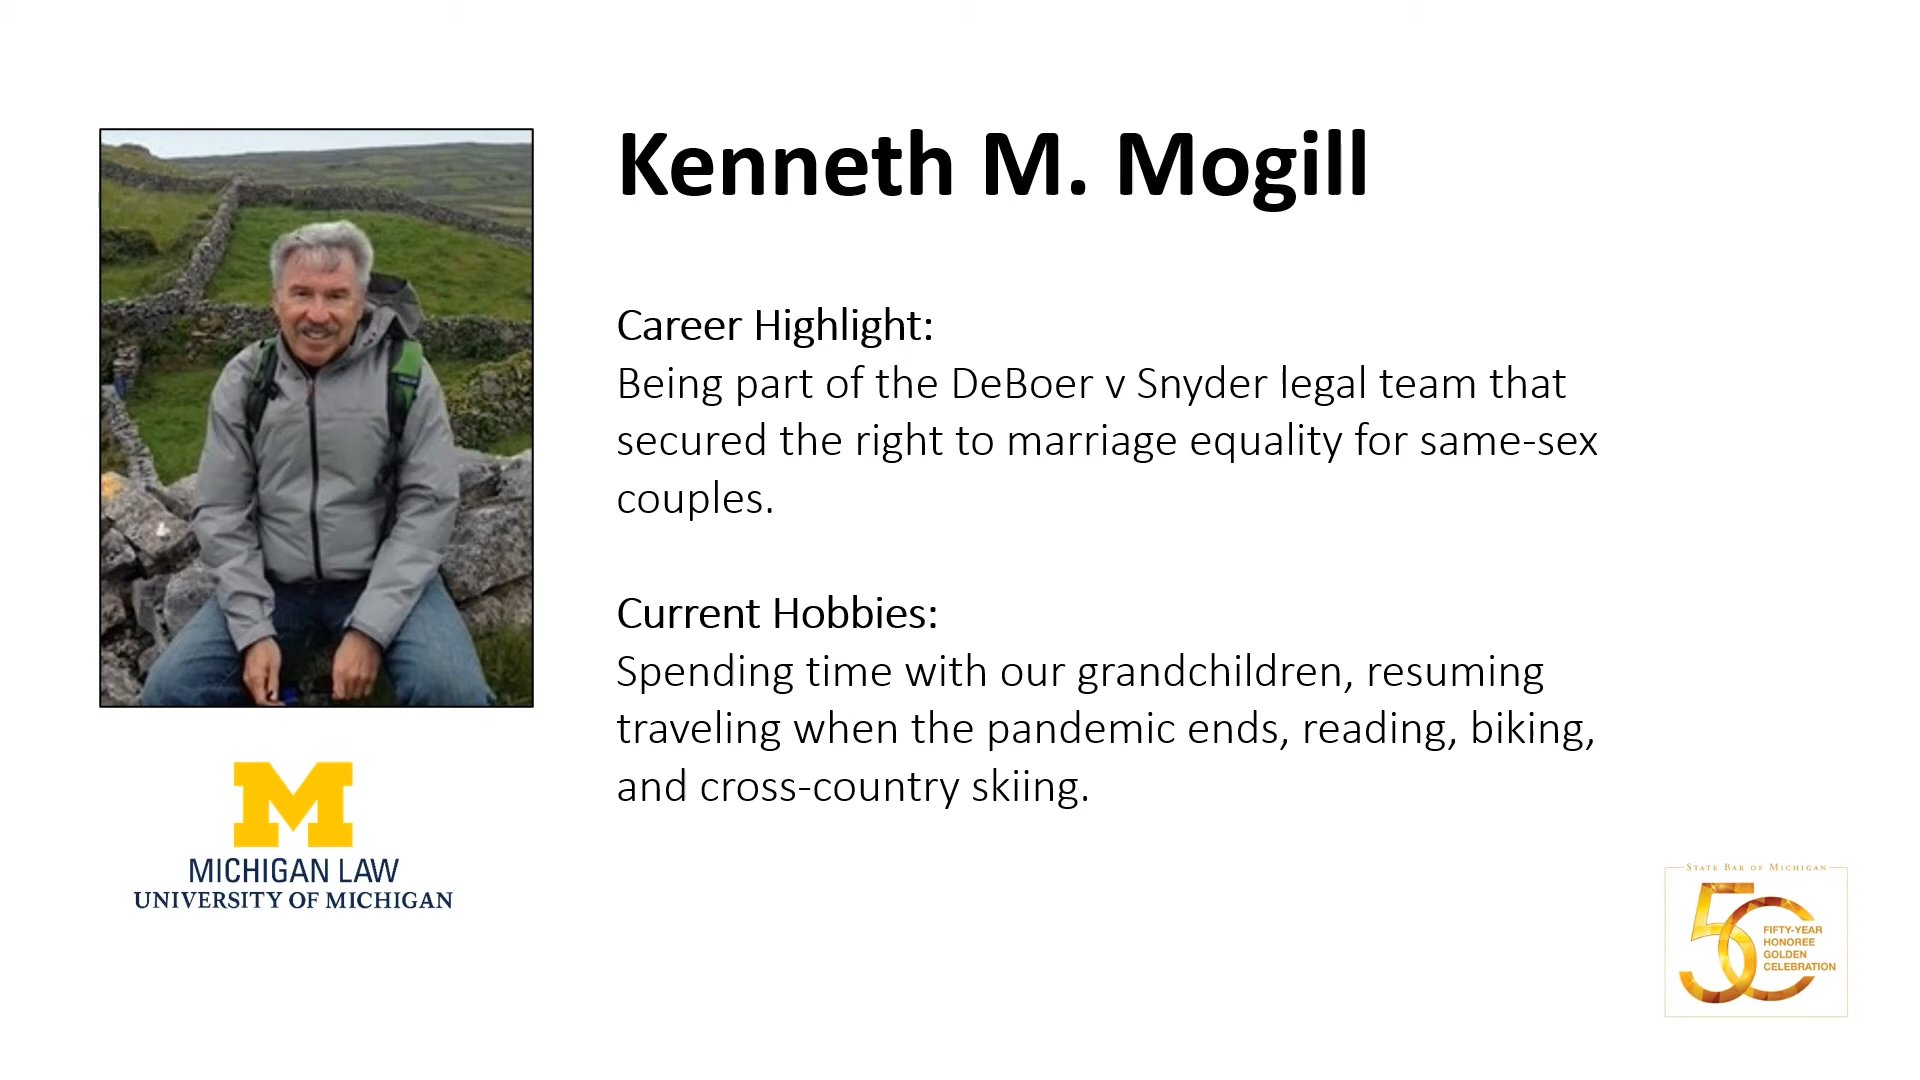 Kenneth M. Mogill
Career Highlight:
Being part of the DeBoer v Snyder legal team that
secured the right to marriage equality for same-sex
couples.
Current Hobbies:
Spending time with our grandchildren, resuming
traveling when the pandemic ends, reading, biking,
and cross-country skiing.
M
MICHIGAN LAW
UNIVERSITY OF MICHIGAN
STATE BAR OF MICHIGAN
50
FIFTY-YEAR
HONOREE
GOLDEN
CELEBRATION